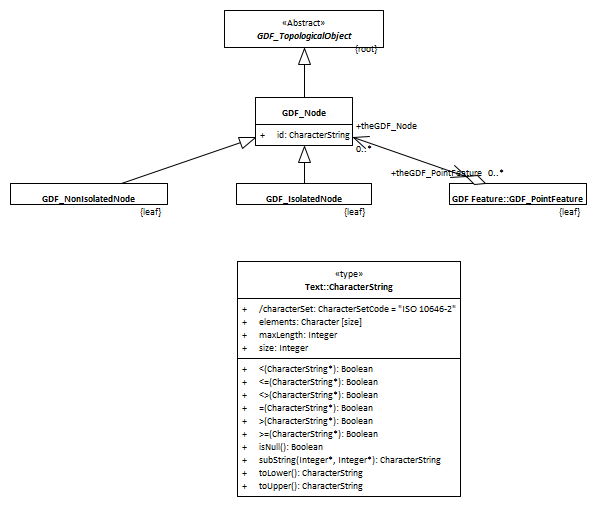 «Abstract»
GDF_TopologicalObject
{root}
GDF_Node
+ id: CharacterString
+theGDF_Node
0..*
+theGDF_PointFeature 0..*
GDF_NonIsolatedNode
{leaf}
GDF_IsolatedNode
{leaf}
GDF Feature::GDF_PointFeature
{leaf}
«type»
Text::CharacterString
+ /characterSet: CharacterSetCode = "ISO 10646-2"
+ elements: Character [size]
+ maxLength: Integer
+ size: Integer
+ <(CharacterString*): Boolean
+ <=(CharacterString*): Boolean
+ <>(CharacterString*): Boolean
+ =(CharacterString*): Boolean
+ >(CharacterString*): Boolean
+ >=(CharacterString*): Boolean
+ isNull(): Boolean
+ subString(Integer*, Integer*): CharacterString
+ toLower(): CharacterString
+ toUpper(): CharacterString